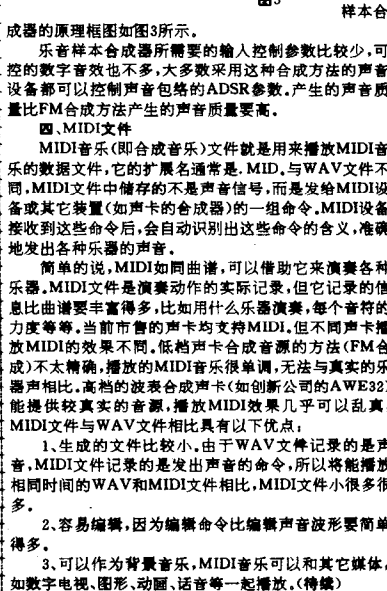 图3
样本合
成器的原理框图如图3所示。
乐音样本合成器所需要的输入控制参数比较少,可
控的数字音效也不多,大多数采用这种合成方法的声音
设备都可以控制声音包络的ADSR参数。产生的声音质
量比FM合成方法产生的声音质量要高。
四、MIDI文件
MIDI音乐(即合成音乐)文件就是用来播放MIDI音
乐的数据文件,它的扩展名通常是.MID。与WAV文件不
同,MIDI文件中储存的不是声音信号,而是发给MIDI设
备或其它装置(如声卡的合成器)的一组命令。MIDI设备
接收到这些命令后,会自动识别出这些命令的含义,准确
地发出各种乐器的声音。
简单的说,MIDI如同曲谱,可以借助它来演奏各种
乐器。MIDI文件是演奏动作的实际记录,但它记录的信
息比曲谱要丰富得多,比如用什么乐器演奏,每个音符的
力度等等。当前市售的声卡均支持MIDI。但不同声卡播
放MIDI的效果不同。低档声卡合成音源的方法(FM合
成)不太精确,播放的MIDI音乐很单调,无法与真实的乐
器声相比。高档的波表合成声卡(如创新公司的AWE32)
能提供较真实的音源,播放MIDI效果几乎可以乱真。
MIDI文件与WAV文件相比具有以下优点:
1、生成的文件比较小。由于WAV文件记录的是声
音,MIDI文件记录的是发出声音的命令,所以将能播放
相同时间的WAV和MIDI文件相比,MIDI文件小很多很
多。
2、容易编辑,因为编辑命令比编辑声音波形要简单
得多。
3、可以作为背景音乐,MIDI音乐可以和其它媒体,
如数字电视、图形、动画、话音等一起播放。(待续)